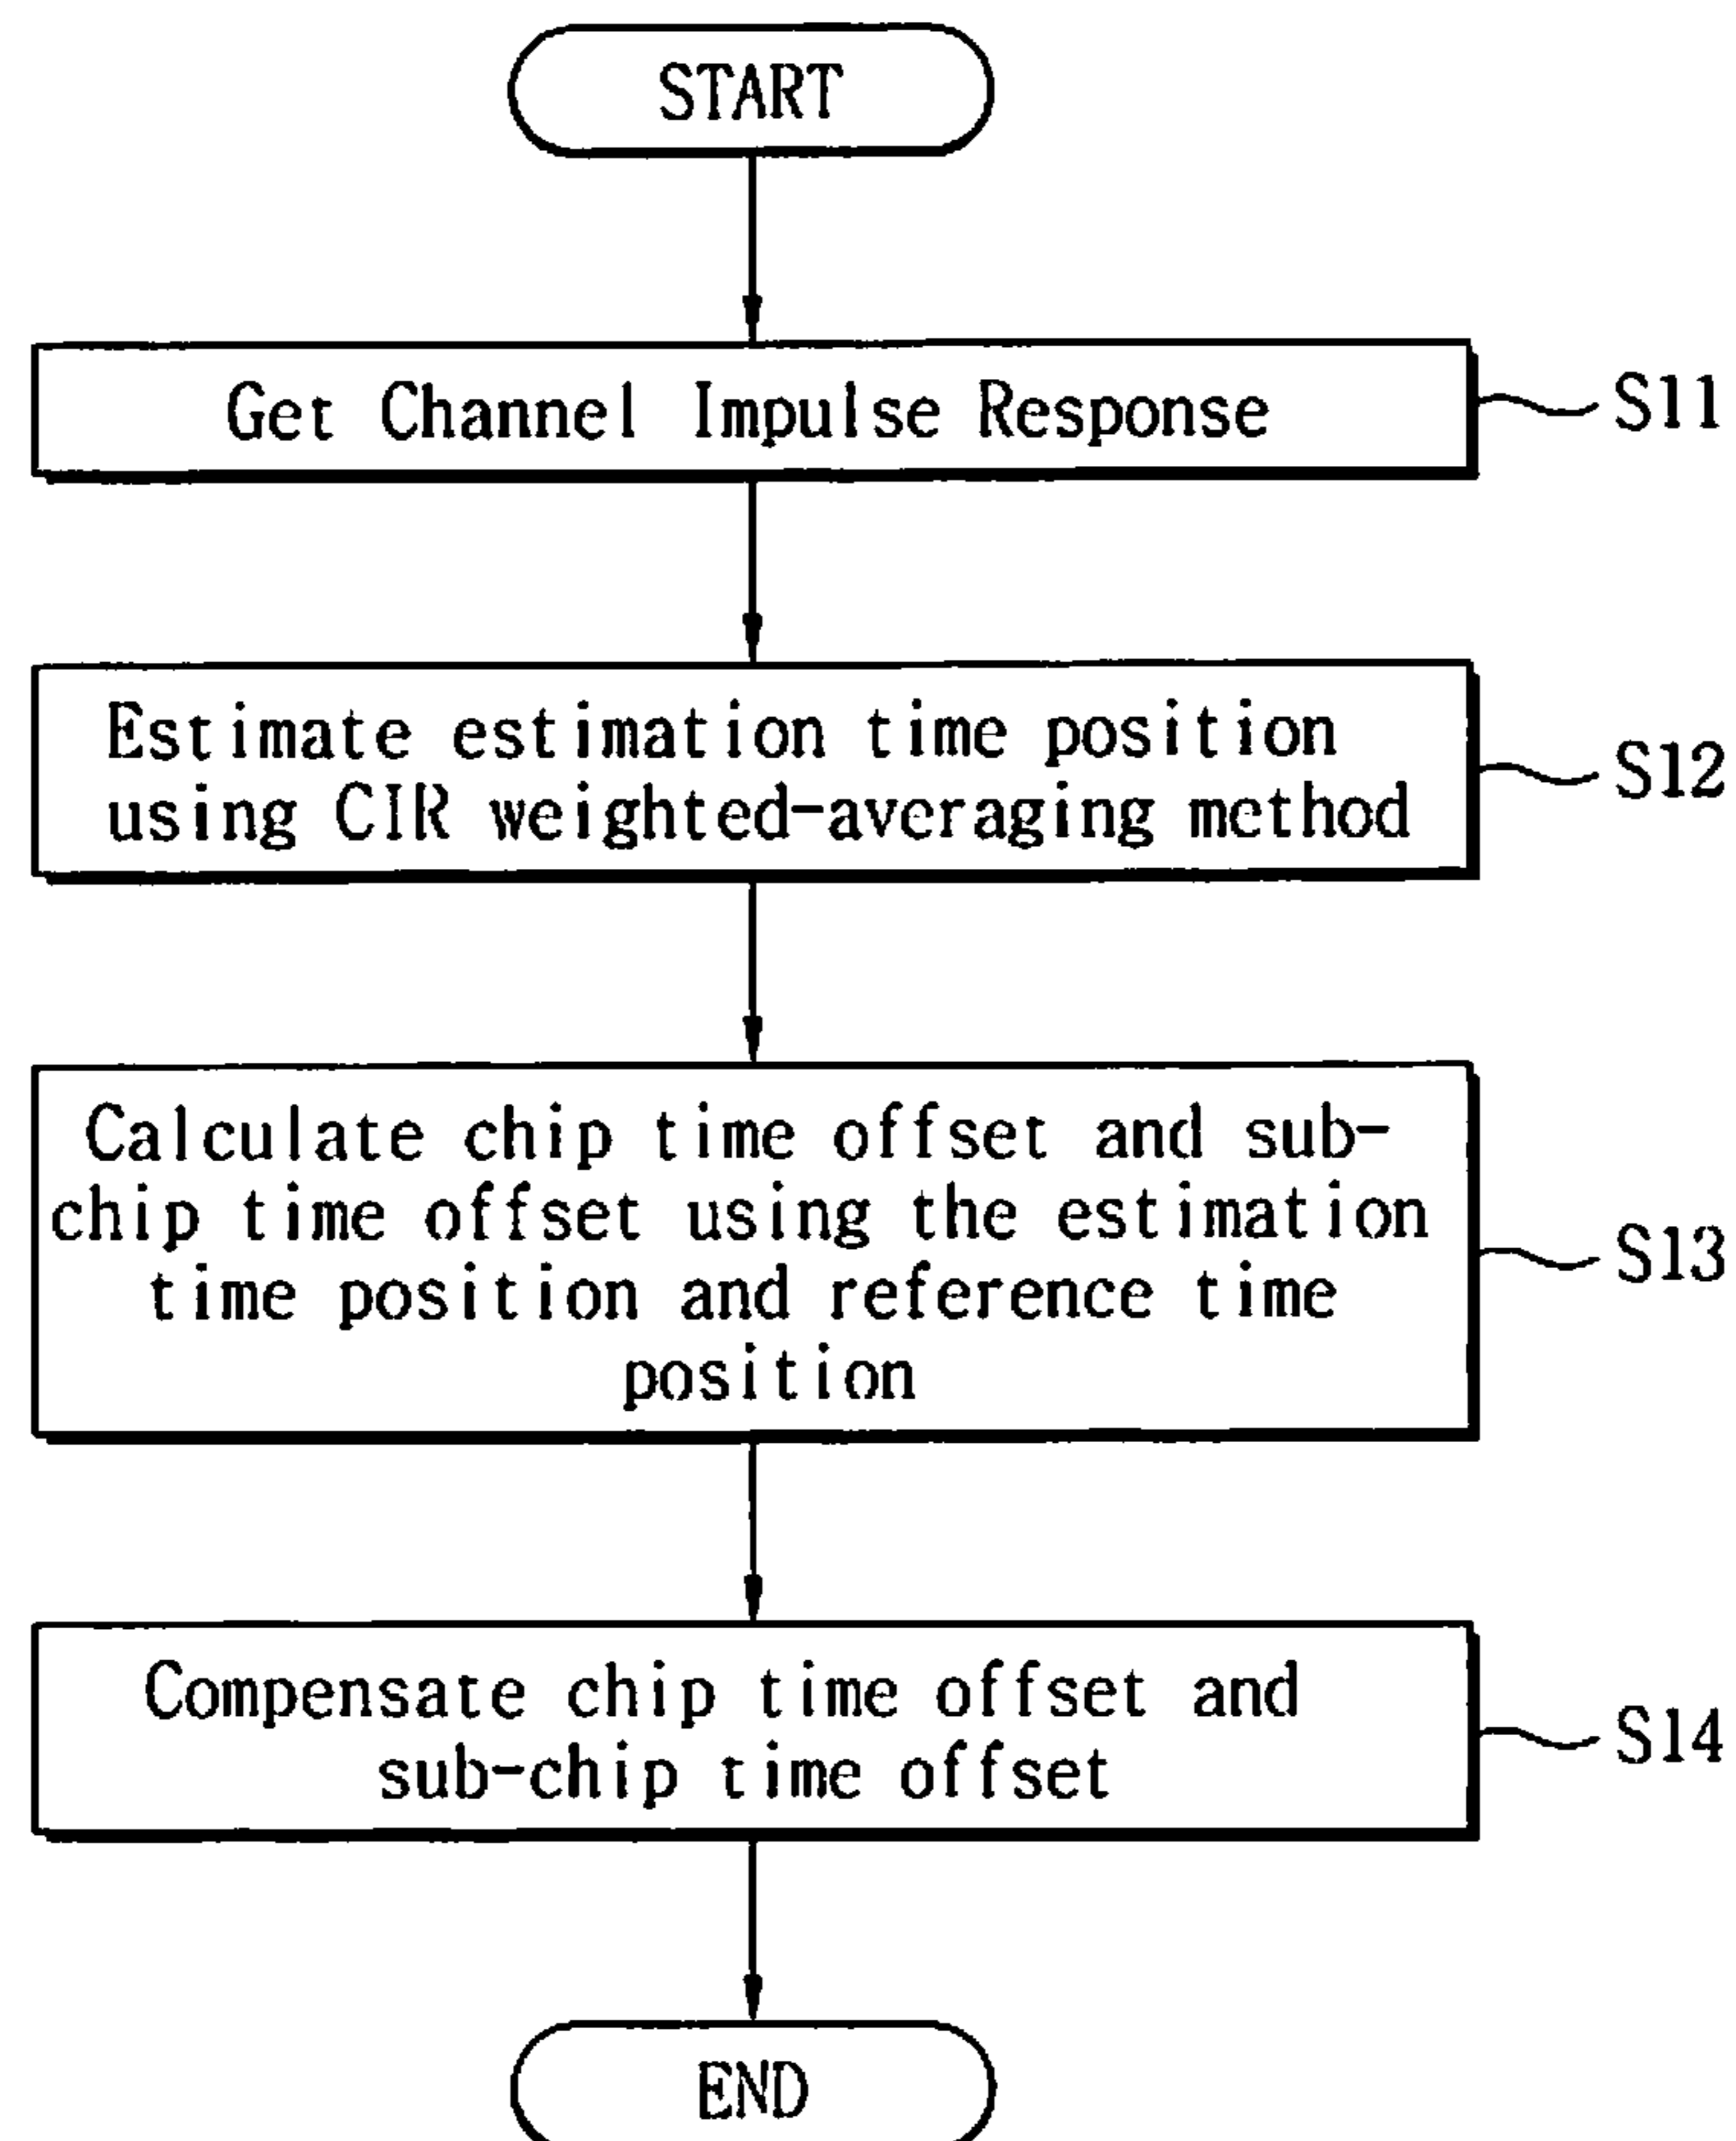 START
Get Channel Impulse Response
S11
Estimate estimation time position
using CIR weighted-averaging method
S12
Calculate chip time offset and sub-
chip time offset using the estimation
time position and reference time
position
S13
Compensate chip time offset and
sub-chip time offset
S14
END